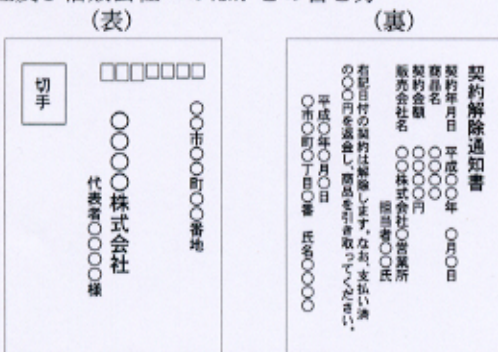 (表)
切手
○○市○○町○○番地
○○○○株式会社
代表者○○○○様
(裏)
契約解除通知書
契約年月日　平成○○年　○月○日
商品名　○○○○
契約金額　○○○○円
販売会社名　○○株式会社○営業所
担当者○○氏
右記日付の契約は解除します。なお、支払い済
の○○円を返金し、商品を引き取ってください。
平成○年○月○日
○市○町○丁目○番　氏名○○○○